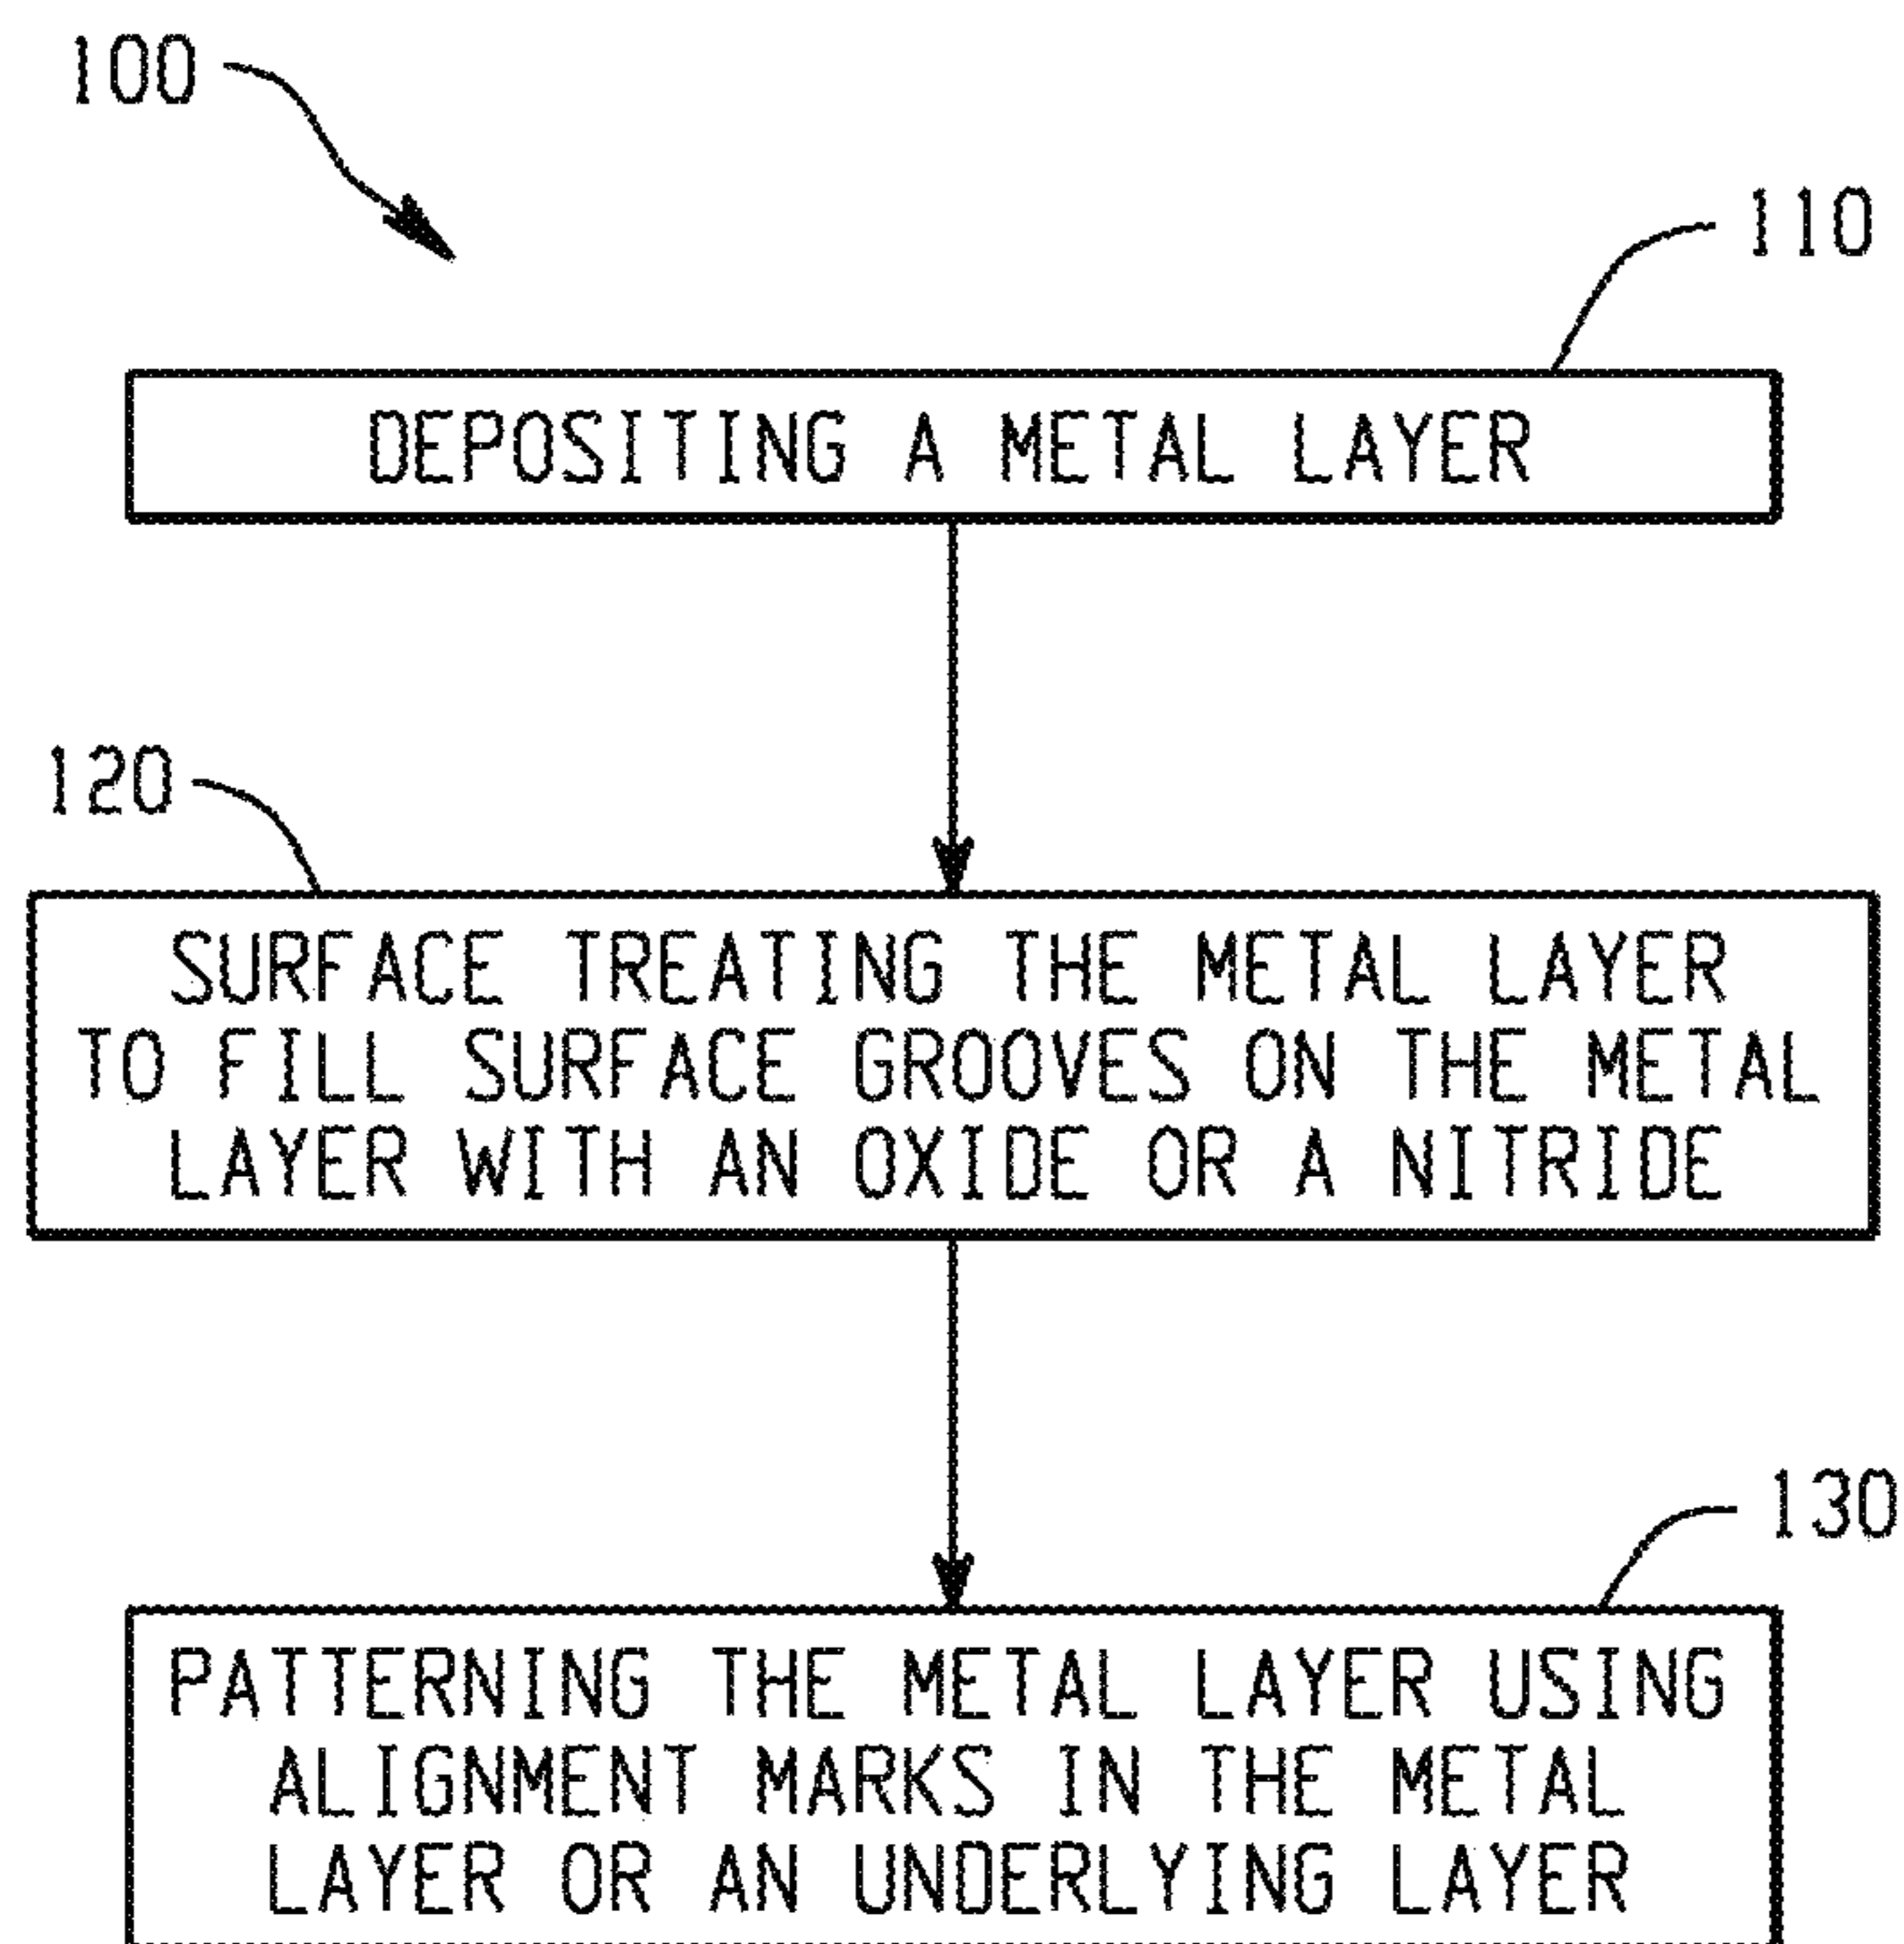 100
110
DEPOSITING A METAL LAYER
120
SURFACE TREATING THE METAL LAYER
TO FILL SURFACE GROOVES ON THE METAL
LAYER WITH AN OXIDE OR A NITRIDE
130
PATTERNING THE METAL LAYER USING
ALIGNMENT MARKS IN THE METAL
LAYER OR AN UNDERLYING LAYER